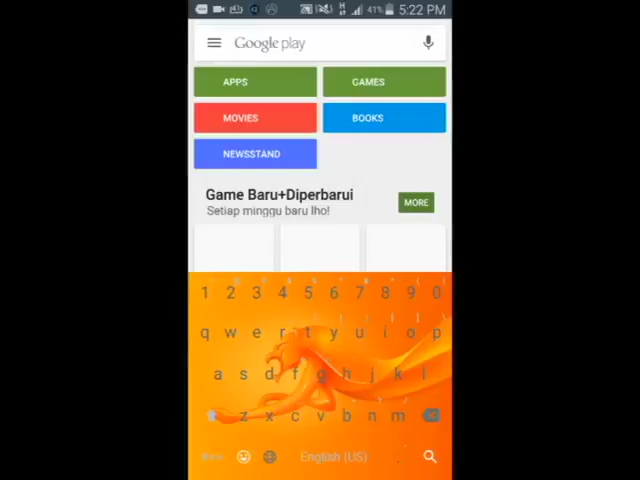 41% 5:22 PM
Google play
APPS GAMES
MOVIES BOOKS
NEWSSTAND
Game Baru+Diperbarui
MORE
Setiap minggu baru lho!
1 2 3 4 5 6 7 8 9 0
q w e r t y u i o p
a s d f g h j k l
z x c v b n m
English (US)